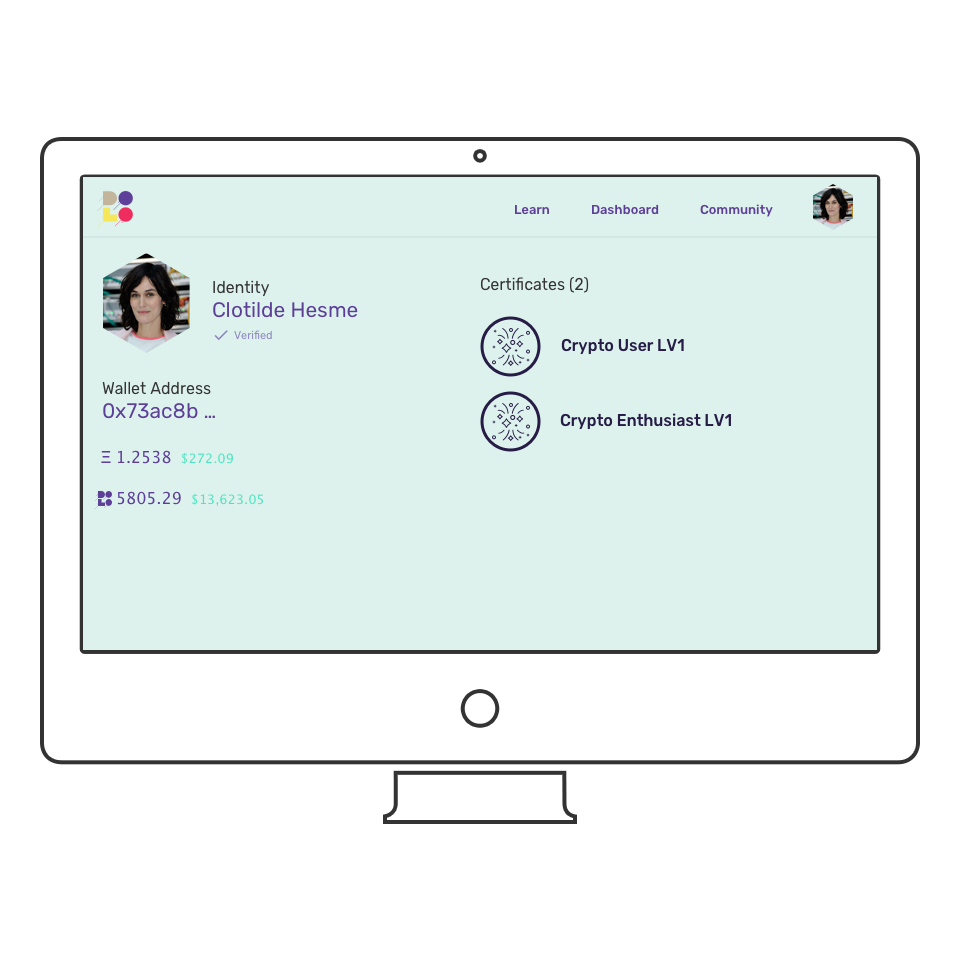 Learn Dashboard Community
Identity
Clotilde Hesme
Verified
Wallet Address
0x73ac8b ...
Ξ 1.2538 $272.09
5805.29 $13,623.05
Certificates (2)
Crypto User LV1
Crypto Enthusiast LV1